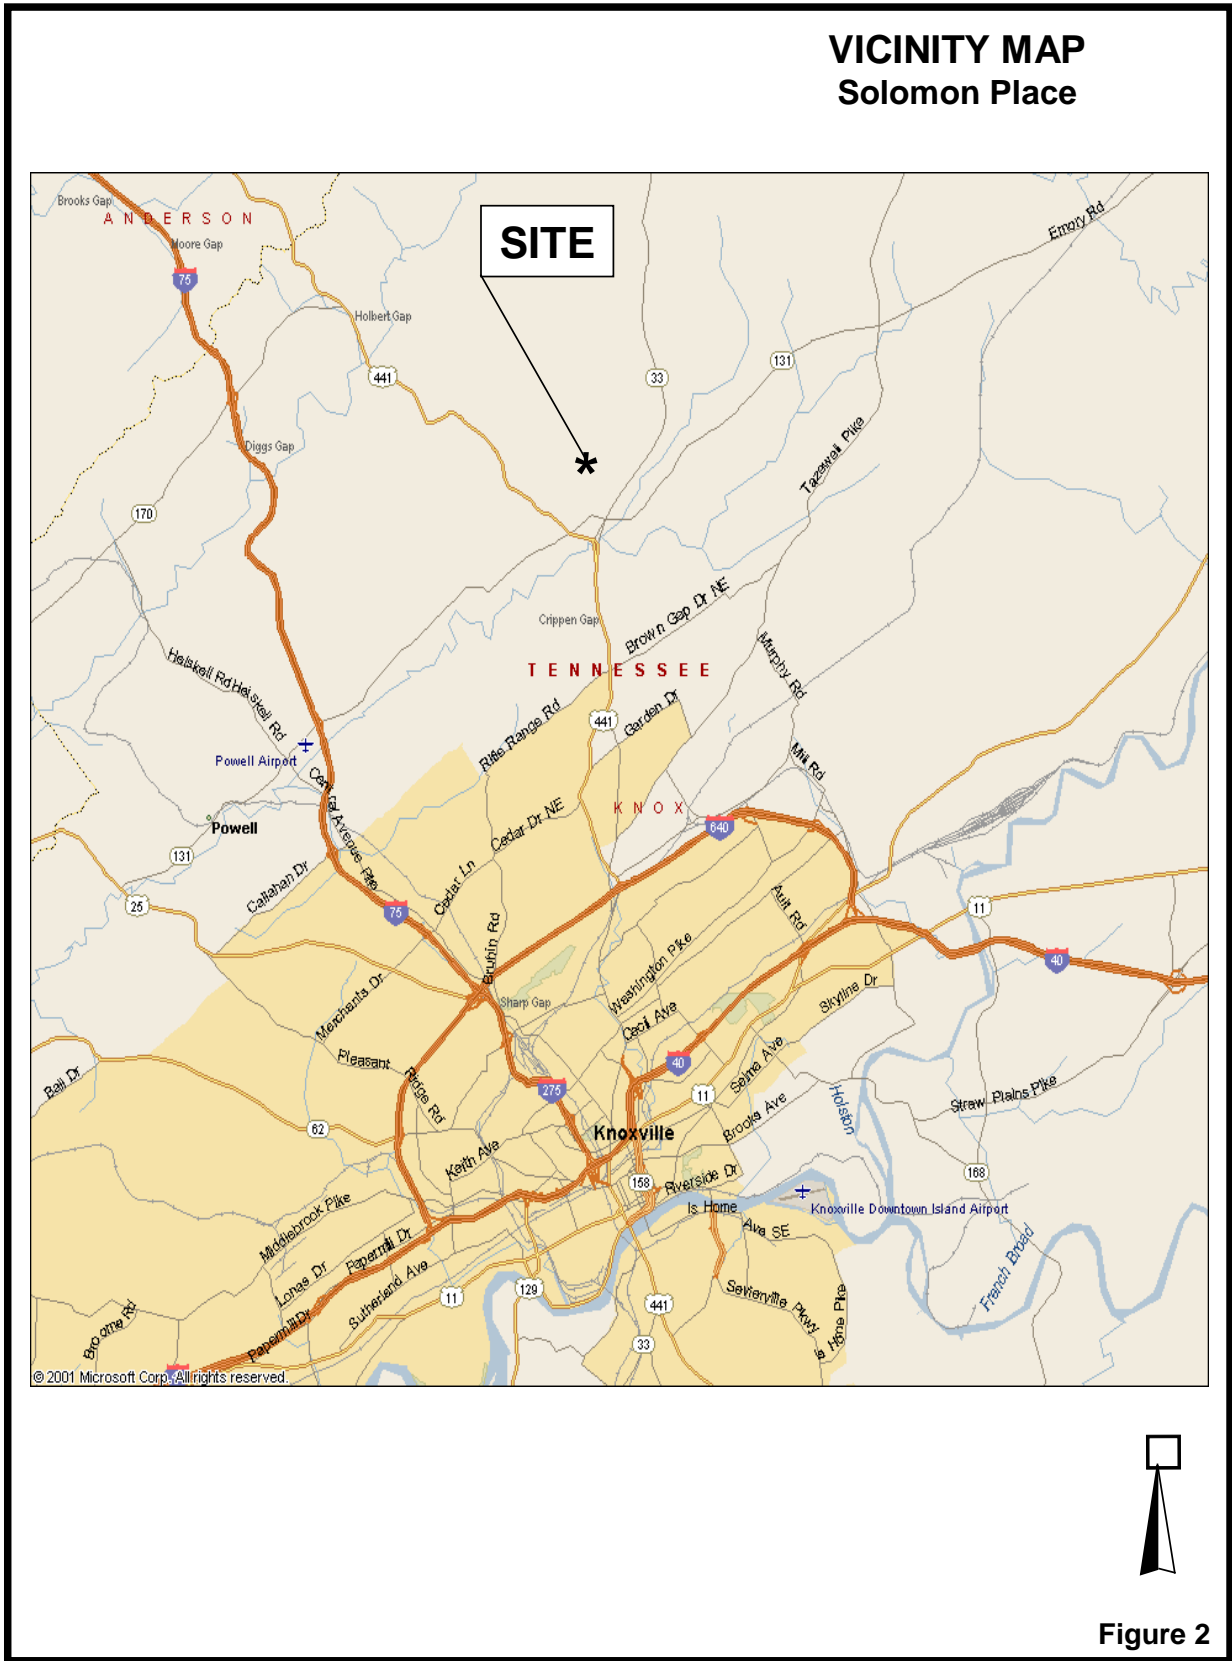 VICINITY MAP
Solomon Place
Brooks Gap
ANDERSON
Moore Gap
75
SITE
Emory Rd
Holbert Gap
441
33
131
Tazewell Pike
Diggs Gap
170
Crippen Gap
Brown Gap Dr NE
TENNESSEE
Murphy Rd
Heiskell Rd
Heiskell Rd
Rifle Range Rd
441
Garden Dr
Powell Airport
Mill Rd
Central Avenue Pke
KNOX
640
Powell
Cedar Dr NE
131
Callahan Dr
Cedar Ln
25
75
Ault Rd
11
Bruhin Rd
Washington Pike
40
Merchants Dr
Sharp Gap
Skyline Dr
Cecil Ave
Pleasant
Ridge Rd
Ball Dr
275
40
Selma Ave
11
Straw Plains Pike
Holston
Brooks Ave
62
Knoxville
Keith Ave
158
Riverside Dr
168
Is Home
Ave SE
Knoxville Downtown Island Airport
Middlebrook Pike
Papermill Dr
Lonas Dr
Sutherland Ave
French Broad
129
11
441
Sevierville Pkwy
Is Home Pike
Broome Rd
Papermill Dr
33
© 2001 Microsoft Corp. All rights reserved.
Figure 2